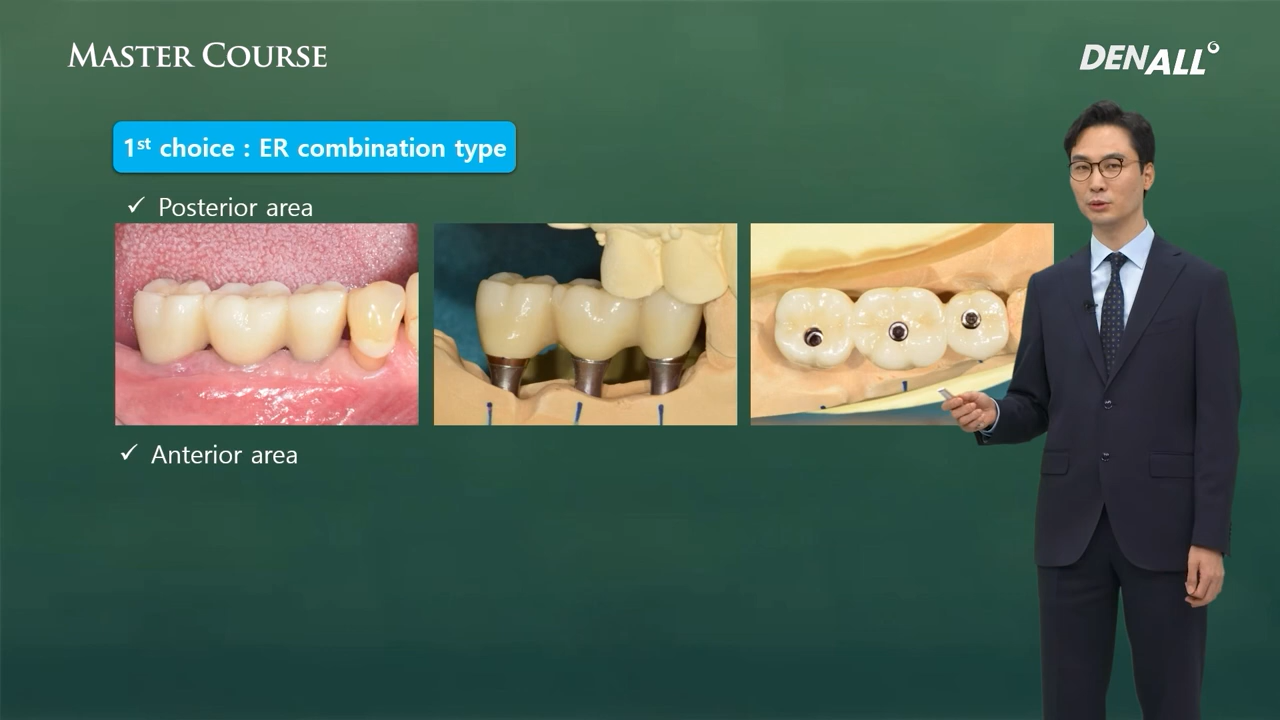 MASTER COURSE
DENALL
1st choice : ER combination type
✓ Posterior area
✓ Anterior area